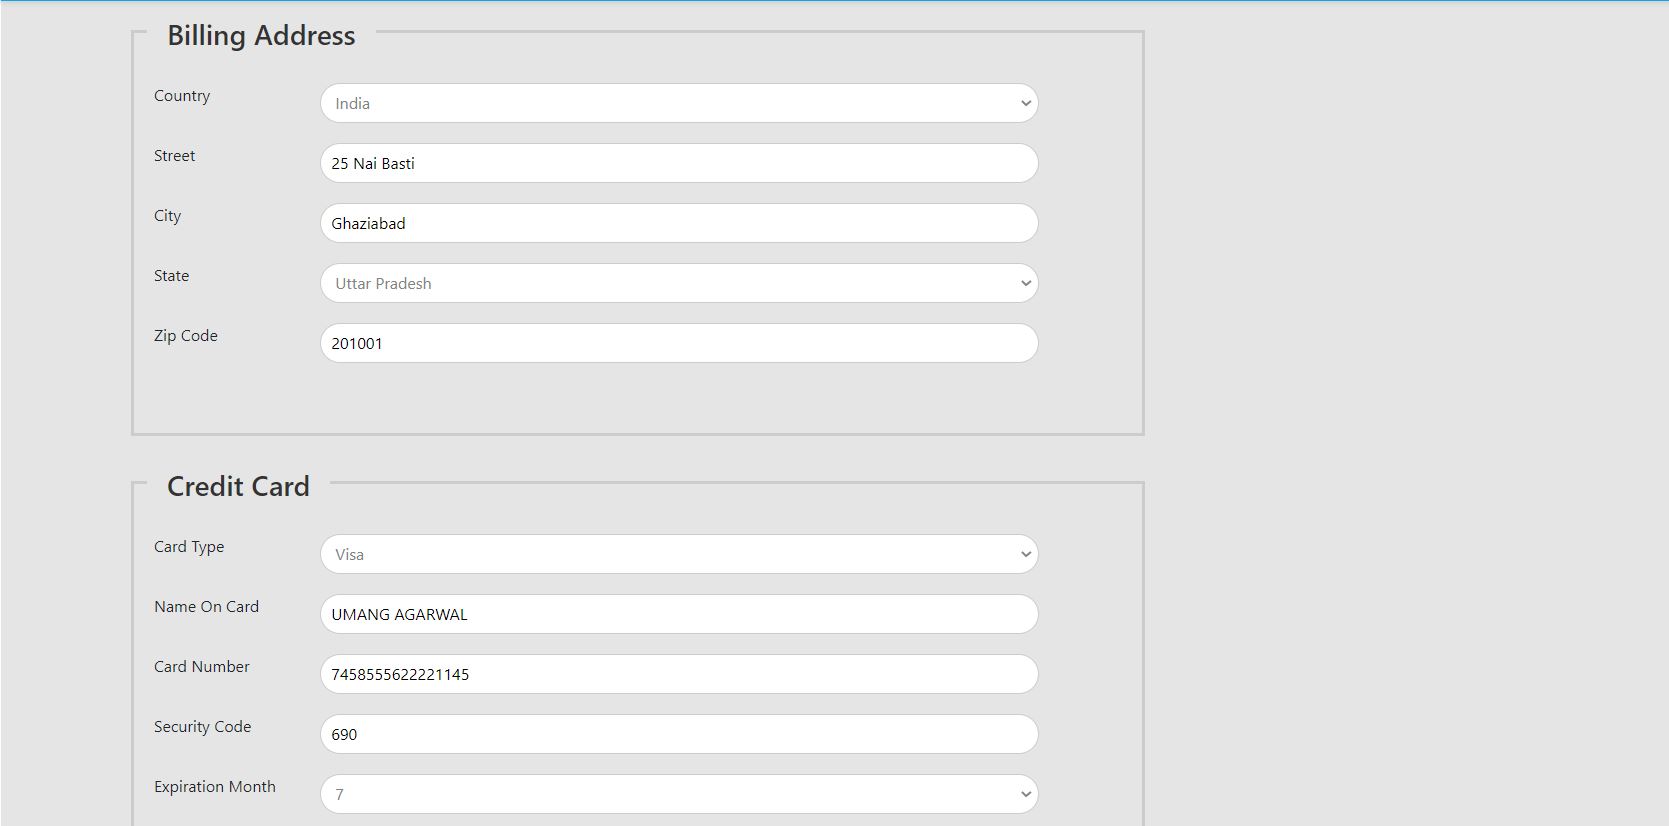 Billing Address
Country
India
Street
25 Nai Basti
City
Ghaziabad
State
Uttar Pradesh
Zip Code
201001
Credit Card
Card Type
Visa
Name On Card
UMANG AGARWAL
Card Number
7458555622221145
Security Code
690
Expiration Month
7